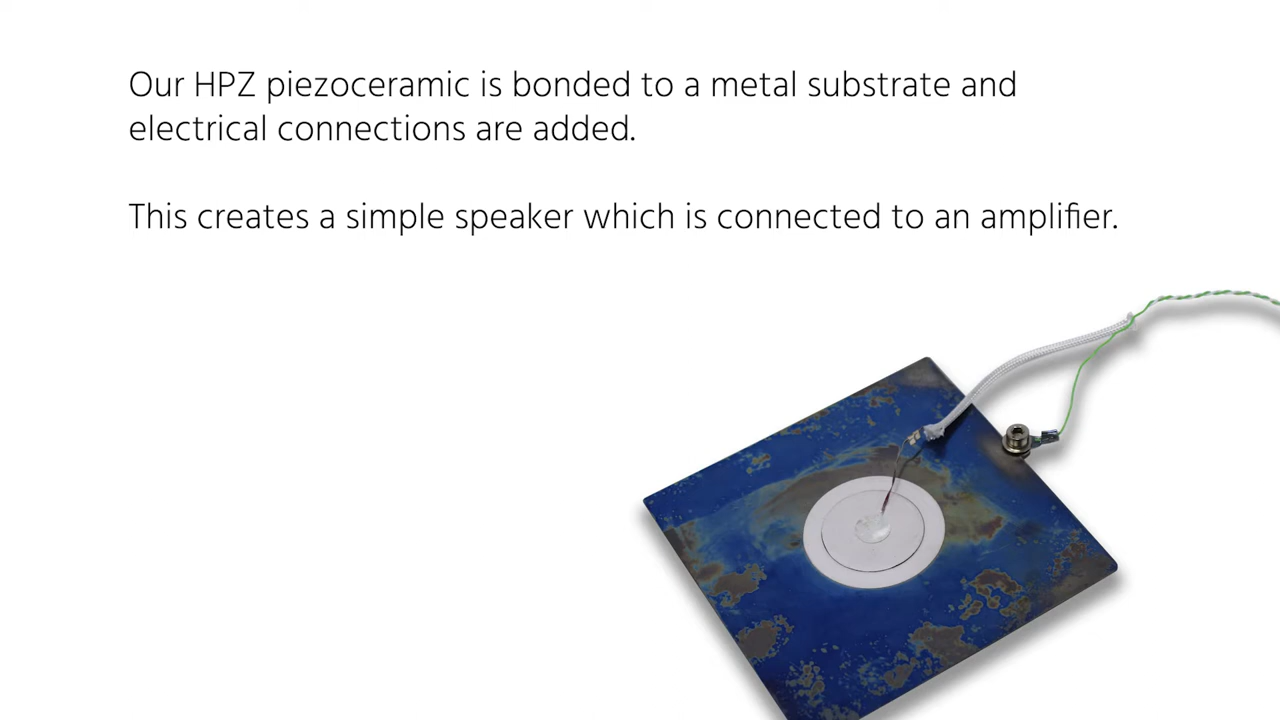 Our HPZ piezoceramic is bonded to a metal substrate and
electrical connections are added.
This creates a simple speaker which is connected to an amplifier.